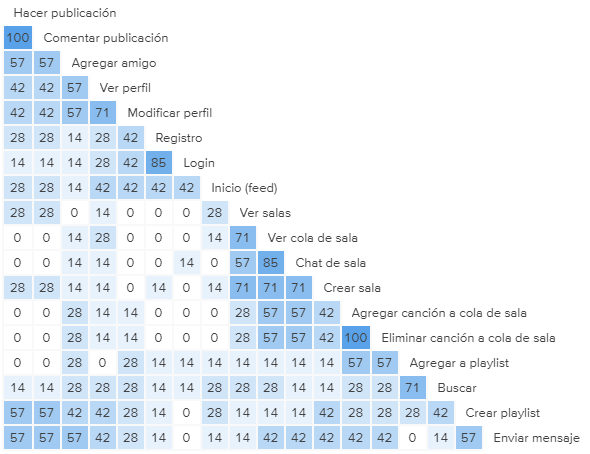 Hacer publicación
100 Comentar publicación
57 57 Agregar amigo
42 42 57 Ver perfil
42 42 57 71 Modificar perfil
28 28 14 28 42 Registro
14 14 14 28 42 85 Login
28 28 14 42 42 42 42 Inicio (feed)
28 28 0 14 0 0 0 28 Ver salas
0 0 14 28 0 0 0 14 71 Ver cola de sala
0 0 14 14 0 0 14 0 57 85 Chat de sala
28 28 14 14 0 14 0 14 71 71 71 Crear sala
0 0 28 14 14 0 0 0 28 57 57 42 Agregar canción a cola de sala
0 0 28 14 14 0 0 0 28 57 57 42 100 Eliminar canción a cola de sala
0 0 28 0 28 14 14 14 14 14 14 14 57 57 Agregar a playlist
14 14 28 28 28 14 14 28 28 28 14 14 28 28 71 Buscar
57 57 42 42 28 14 0 28 14 14 14 42 28 28 28 42 Crear playlist
57 57 57 42 28 14 0 14 14 42 42 42 42 42 0 14 57 Enviar mensaje